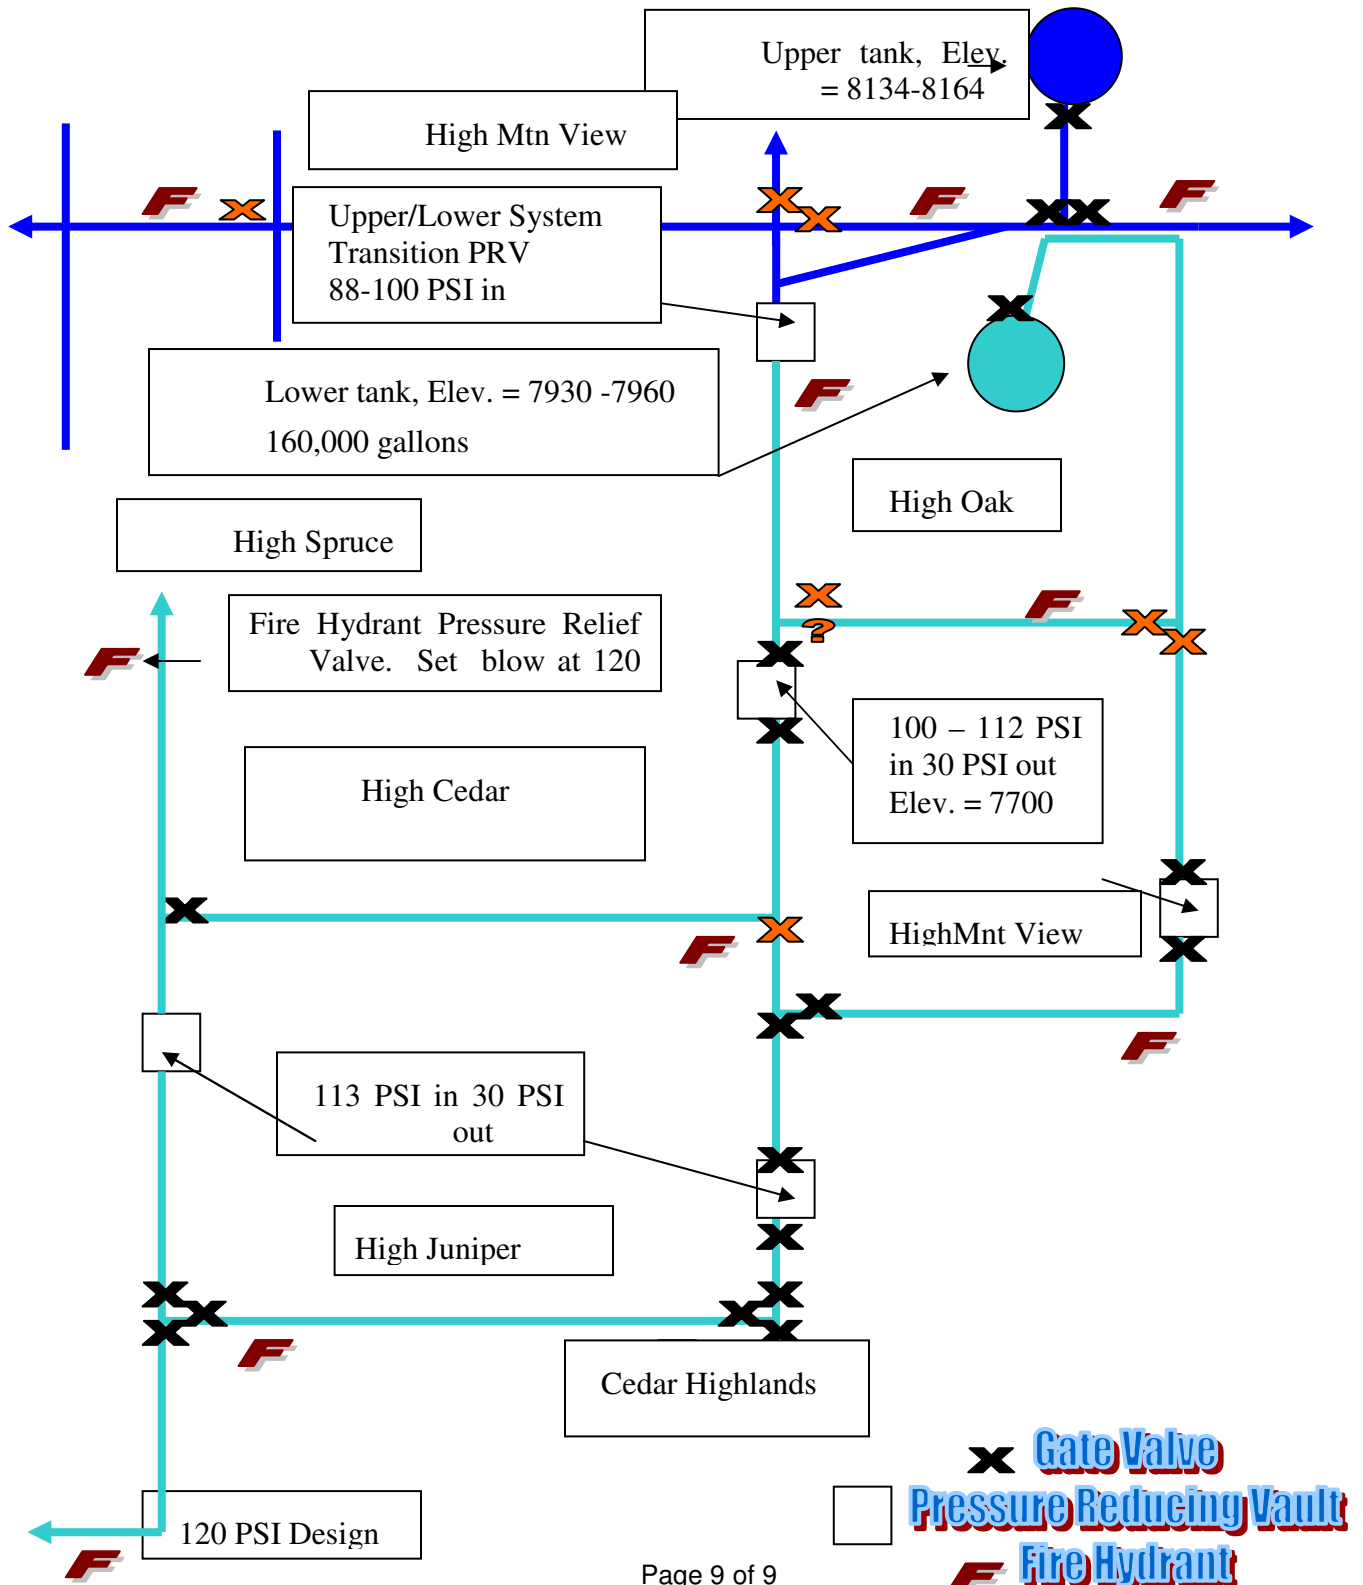 Upper tank, Elev.
= 8134-8164
High Mtn View
Upper/Lower System
Transition PRV
88-100 PSI in
Lower tank, Elev. = 7930 -7960
160,000 gallons
High Oak
High Spruce
Fire Hydrant Pressure Relief
Valve. Set blow at 120
?
100 – 112 PSI
in 30 PSI out
Elev. = 7700
High Cedar
HighMnt View
113 PSI in 30 PSI
out
High Juniper
Cedar Highlands
Gate Valve
Pressure Reducing Vault
Fire Hydrant
120 PSI Design
Page 9 of 9